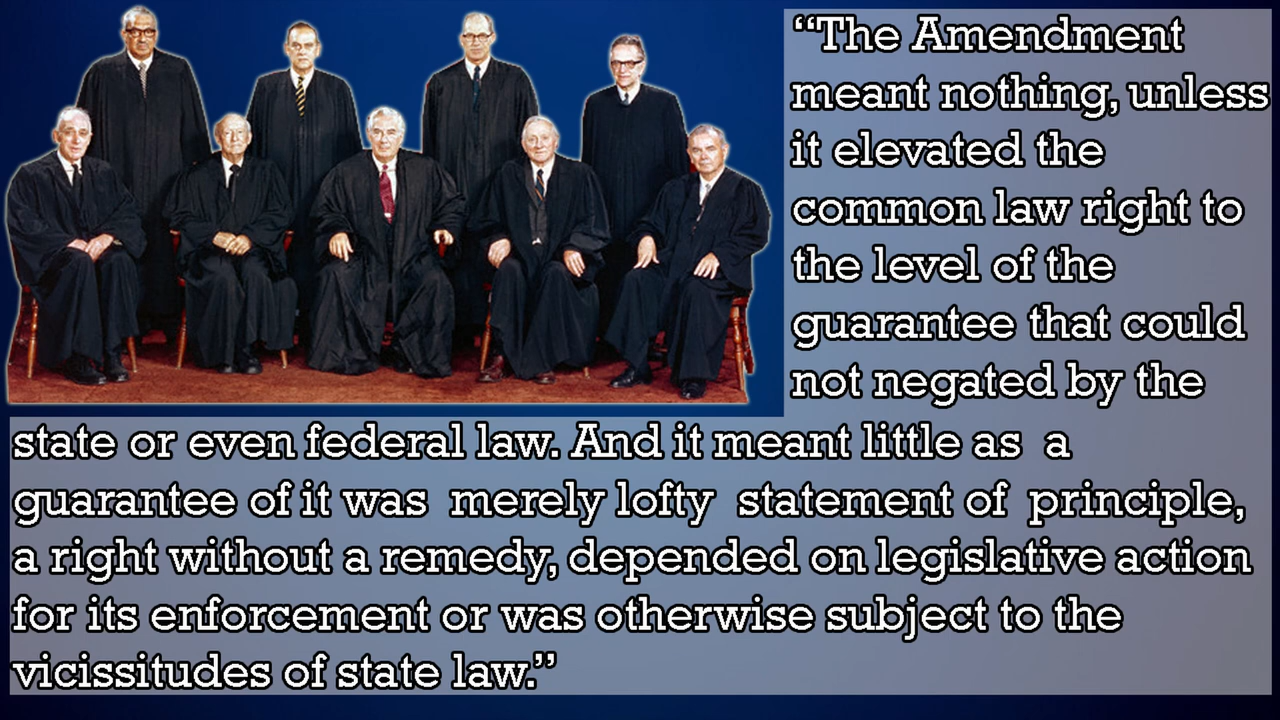 “The Amendment
meant nothing, unless
it elevated the
common law right to
the level of the
guarantee that could
not negated by the
state or even federal law. And it meant little as a
guarantee of it was merely lofty statement of principle,
a right without a remedy, depended on legislative action
for its enforcement or was otherwise subject to the
vicissitudes of state law.”